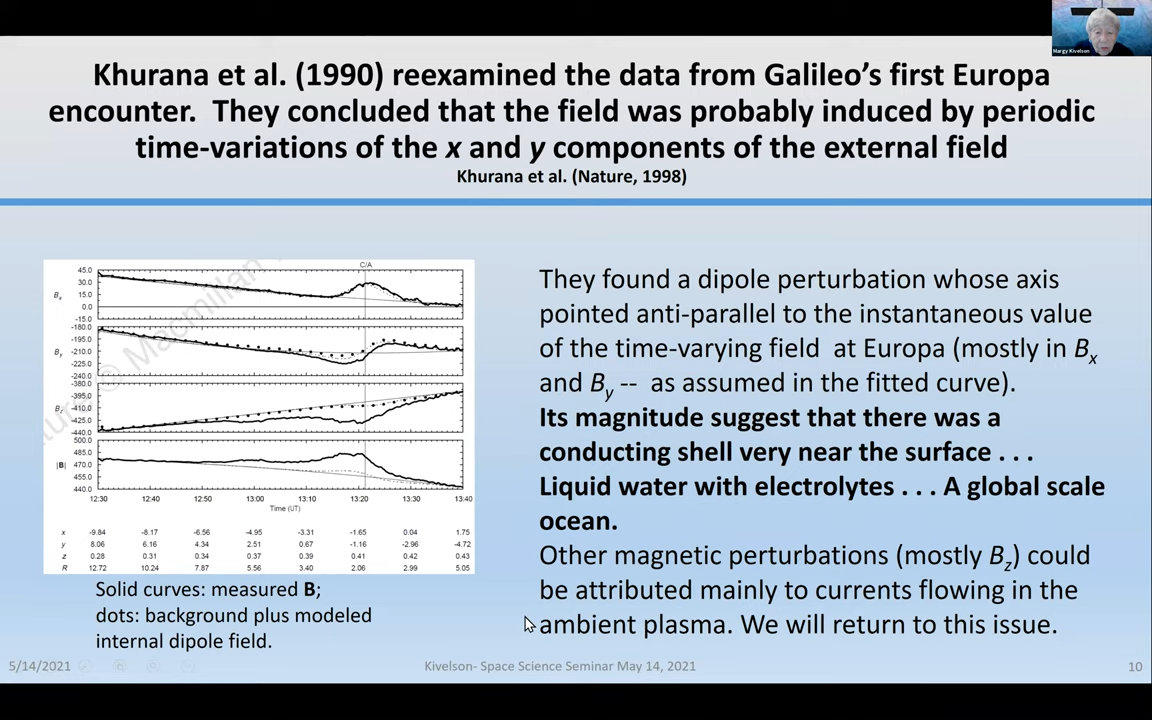 Margy Kivelson
Khurana et al. (1990) reexamined the data from Galileo’s first Europa
encounter.  They concluded that the field was probably induced by periodic
time-variations of the x and y components of the external field
Khurana et al. (Nature, 1998)
C/A
45.0
30.0
Bx
15.0
0.0
-15.0
-180.0
-195.0
By
-210.0
-225.0
-240.0
-380.0
-395.0
-410.0
-425.0
-440.0
500.0
485.0
|B|
470.0
455.0
440.0
12:30 12:40 12:50 13:00 13:10 13:20 13:30 13:40
Time (UT)
x -9.84 -8.17 -6.56 -4.95 -3.31 -1.65 0.04 1.75
y 8.06 6.16 4.34 2.51 0.67 -1.16 -2.96 -4.72
z 0.28 0.31 0.34 0.37 0.39 0.41 0.42 0.43
R 12.72 10.24 7.87 5.56 3.40 2.06 2.99 5.05
© Macmillan
Solid curves: measured B;
dots: background plus modeled
internal dipole field.
They found a dipole perturbation whose axis
pointed anti-parallel to the instantaneous value
of the time-varying field  at Europa (mostly in Bx
and By --  as assumed in the fitted curve).
Its magnitude suggest that there was a
conducting shell very near the surface . . .
Liquid water with electrolytes . . . A global scale
ocean.
Other magnetic perturbations (mostly Bz) could
be attributed mainly to currents flowing in the
ambient plasma. We will return to this issue.
5/14/2021
Kivelson- Space Science Seminar May 14, 2021
10